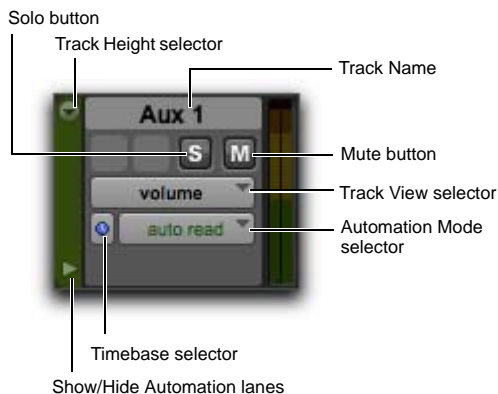 Solo button
Track Height selector
Track Name
Aux 1
S M
Mute button
volume
Track View selector
auto read
Automation Mode
selector
Timebase selector
Show/Hide Automation lanes